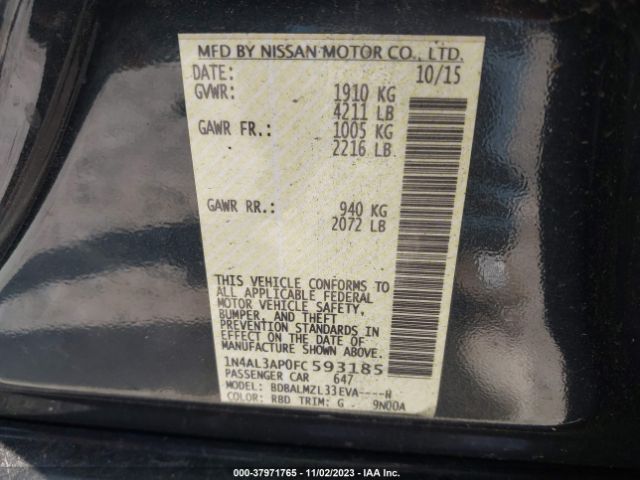 MFD BY NISSAN MOTOR CO., LTD.
DATE: 10/15
GVWR: 1910 KG
4211 LB
GAWR FR.: 1005 KG
2216 LB
GAWR RR.: 940 KG
2072 LB
THIS VEHICLE CONFORMS TO
ALL APPLICABLE FEDERAL
MOTOR VEHICLE SAFETY,
BUMPER, AND THEFT
PREVENTION STANDARDS IN
EFFECT ON THE DATE OF
MANUFACTURE SHOWN ABOVE.
1N4AL3AP0FC593185
PASSENGER CAR 647
MODEL: BDBALMZL33EVA----H
COLOR: RBD TRIM: G 9N00A
000-37971765 - 11/02/2023 - IAA Inc.